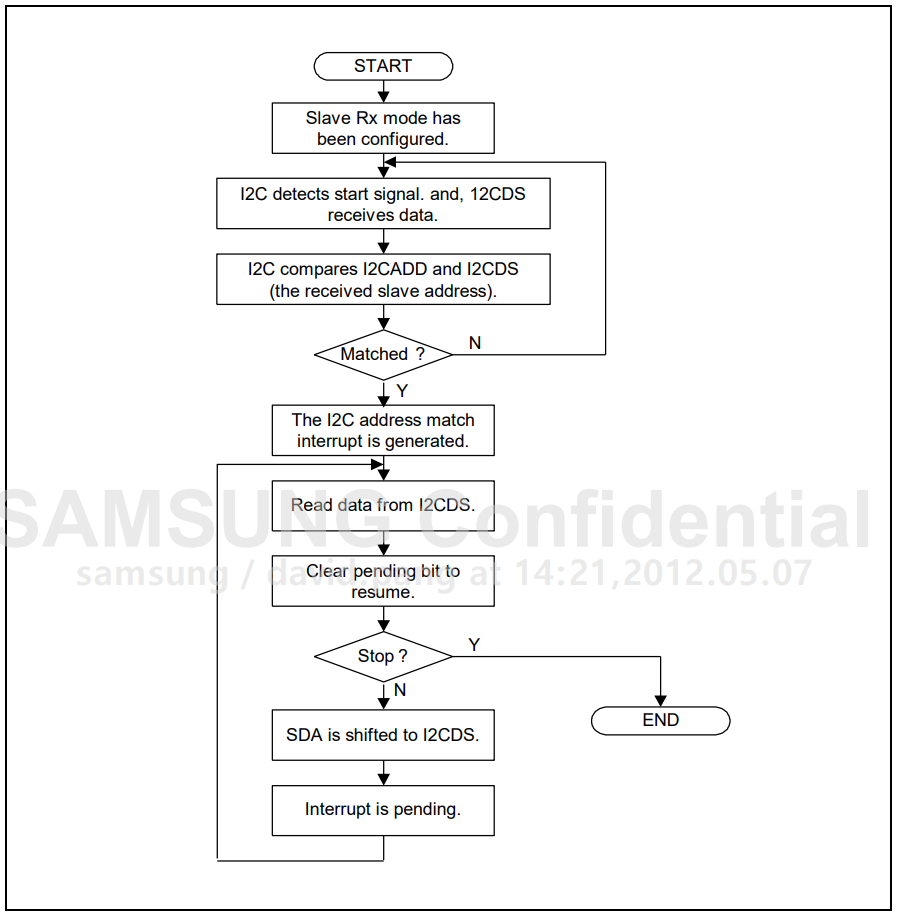 START
Slave Rx mode has
been configured.
I2C detects start signal. and, 12CDS
receives data.
I2C compares I2CADD and I2CDS
(the received slave address).
Matched ?
N
Y
The I2C address match
interrupt is generated.
Read data from I2CDS.
SAMSUNG Confidential
Clear pending bit to
resume.
samsung / david.pang at 14:21,2012.05.07
Stop ?
Y
N
END
SDA is shifted to I2CDS.
Interrupt is pending.